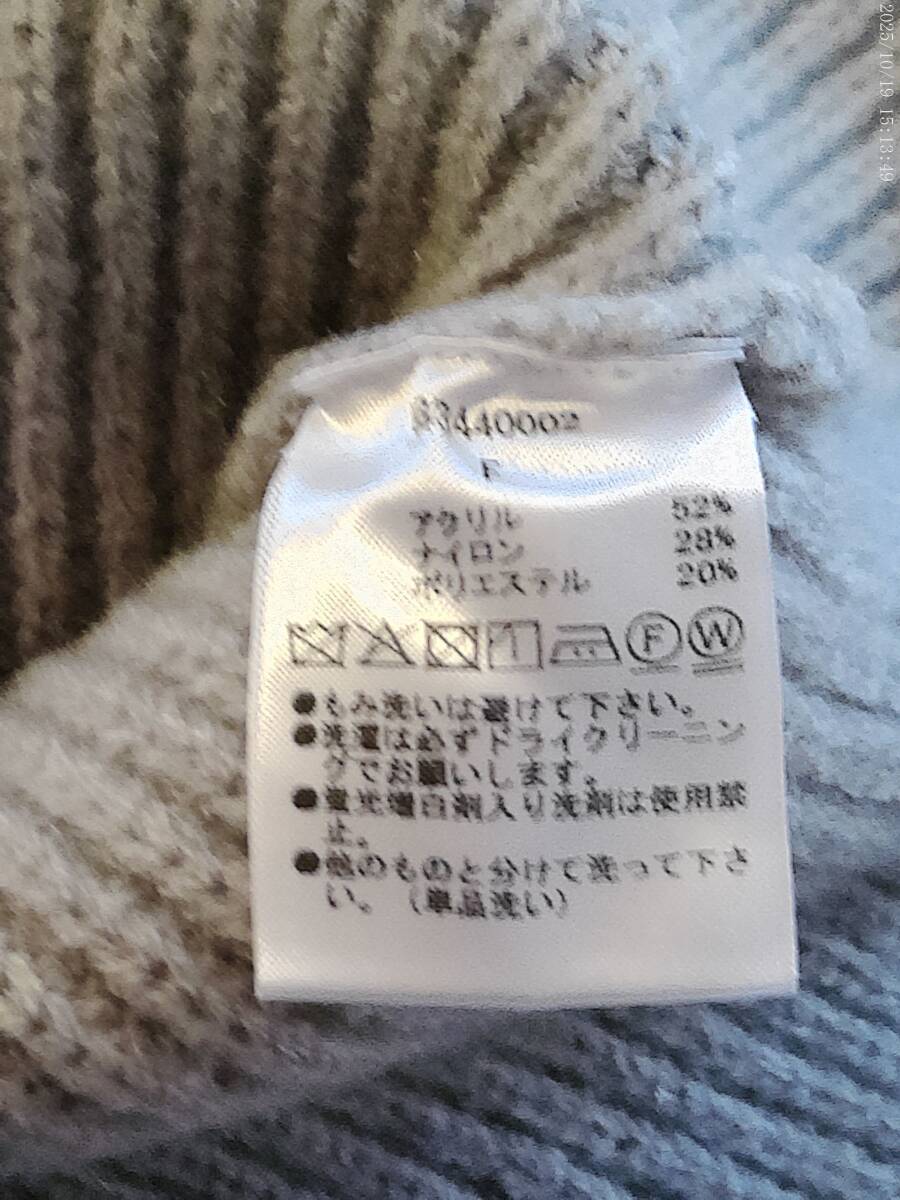 2025/10/19 15:13:49
83440002
F
アクリル 52%
ナイロン 28%
ポリエステル 20%
F W
●もみ洗いは避けて下さい。
●洗濯は必ずドライクリーニン
グでお願いします。
●蛍光増白剤入り洗剤は使用禁
止。
●他のものと分けて洗って下さ
い。(単品洗い)